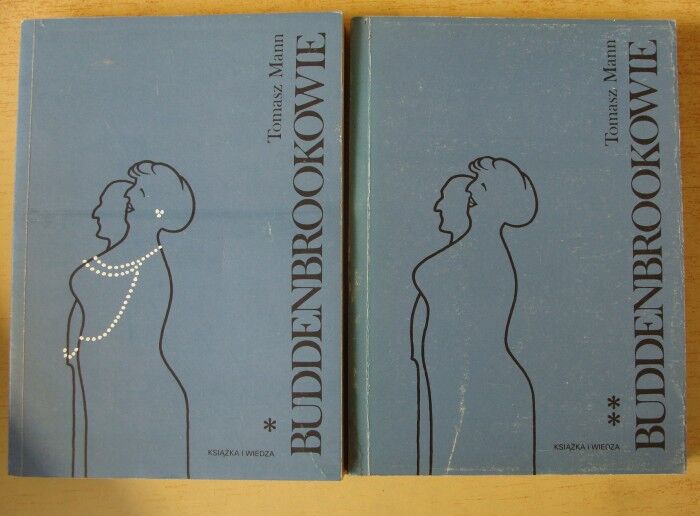 Tomasz Mann
BUDDENBROOKOWIE
*
KSIĄŻKA I WIEDZA
Tomasz Mann
BUDDENBROOKOWIE
**
KSIĄŻKA I WIEDZA